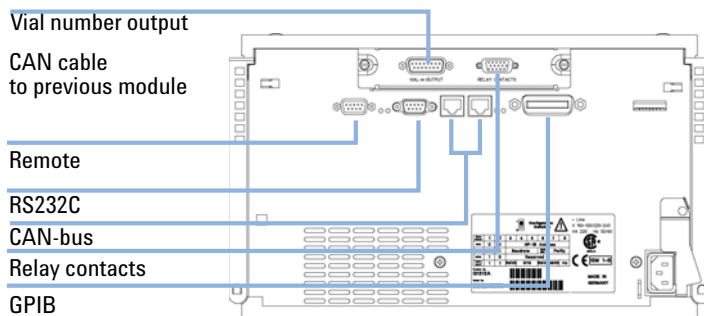 Vial number output
CAN cable
to previous module
VIAL-#-OUTPUT
RELAY CONTACTS
Remote
RS232C
CAN-bus
Relay contacts
GPIB
MADE IN
GERMANY